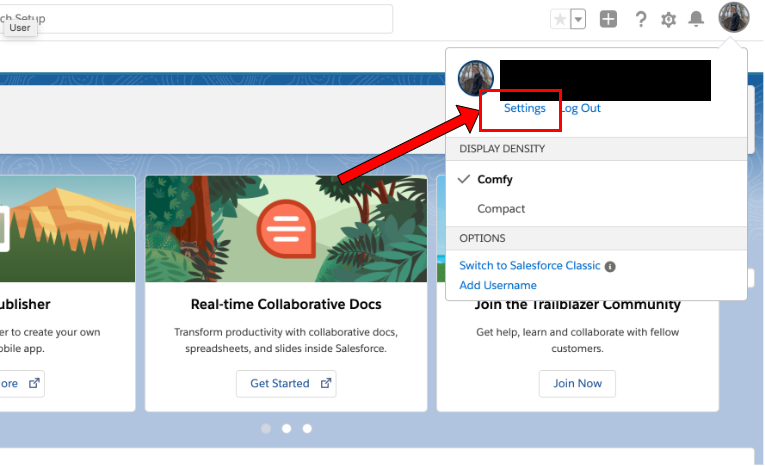 ch Setup
User
Settings Log Out
DISPLAY DENSITY
Comfy
Compact
OPTIONS
Switch to Salesforce Classic
Add Username
ublisher
er to create your own
obile app.
ore
Real-time Collaborative Docs
Transform productivity with collaborative docs,
spreadsheets, and slides inside Salesforce.
Get Started
Join the Trailblazer Community
Get help, learn and collaborate with fellow
customers.
Join Now